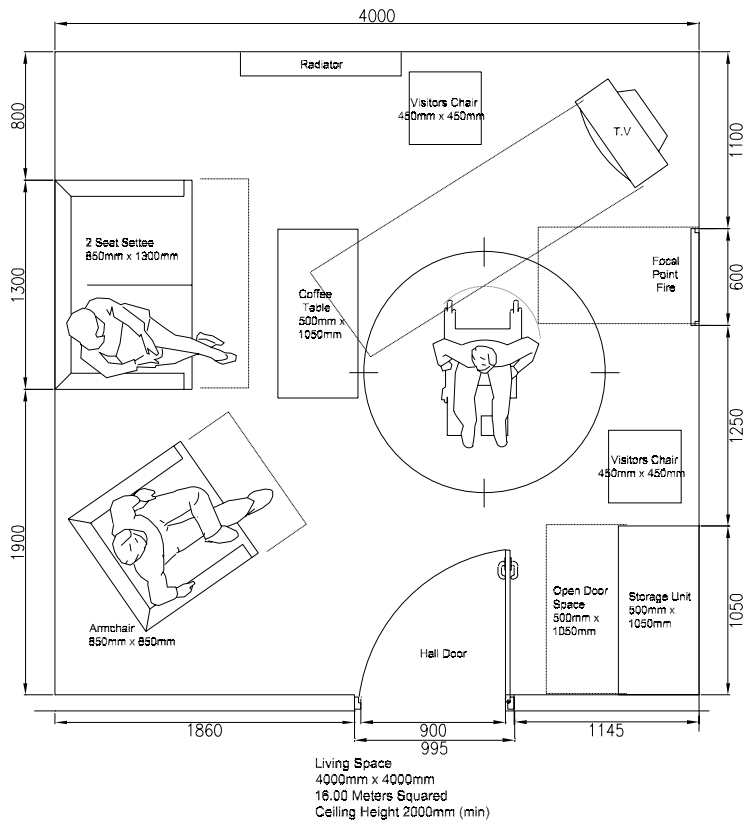 4000
Radiator
Visitors Chair
450mm x 450mm
T.V
800
1100
2 Seat Settee
850mm x 1300mm
1300
Coffee
Table
500mm x
1050mm
Focal
Point
Fire
600
1250
Visitors Chair
450mm x 450mm
1900
Open Door
Space
500mm x
1050mm
Storage Unit
500mm x
1050mm
1050
Armchair
850mm x 850mm
Hall Door
1860
900
1145
995
Living Space
4000mm x 4000mm
16.00 Meters Squared
Ceiling Height 2000mm (min)